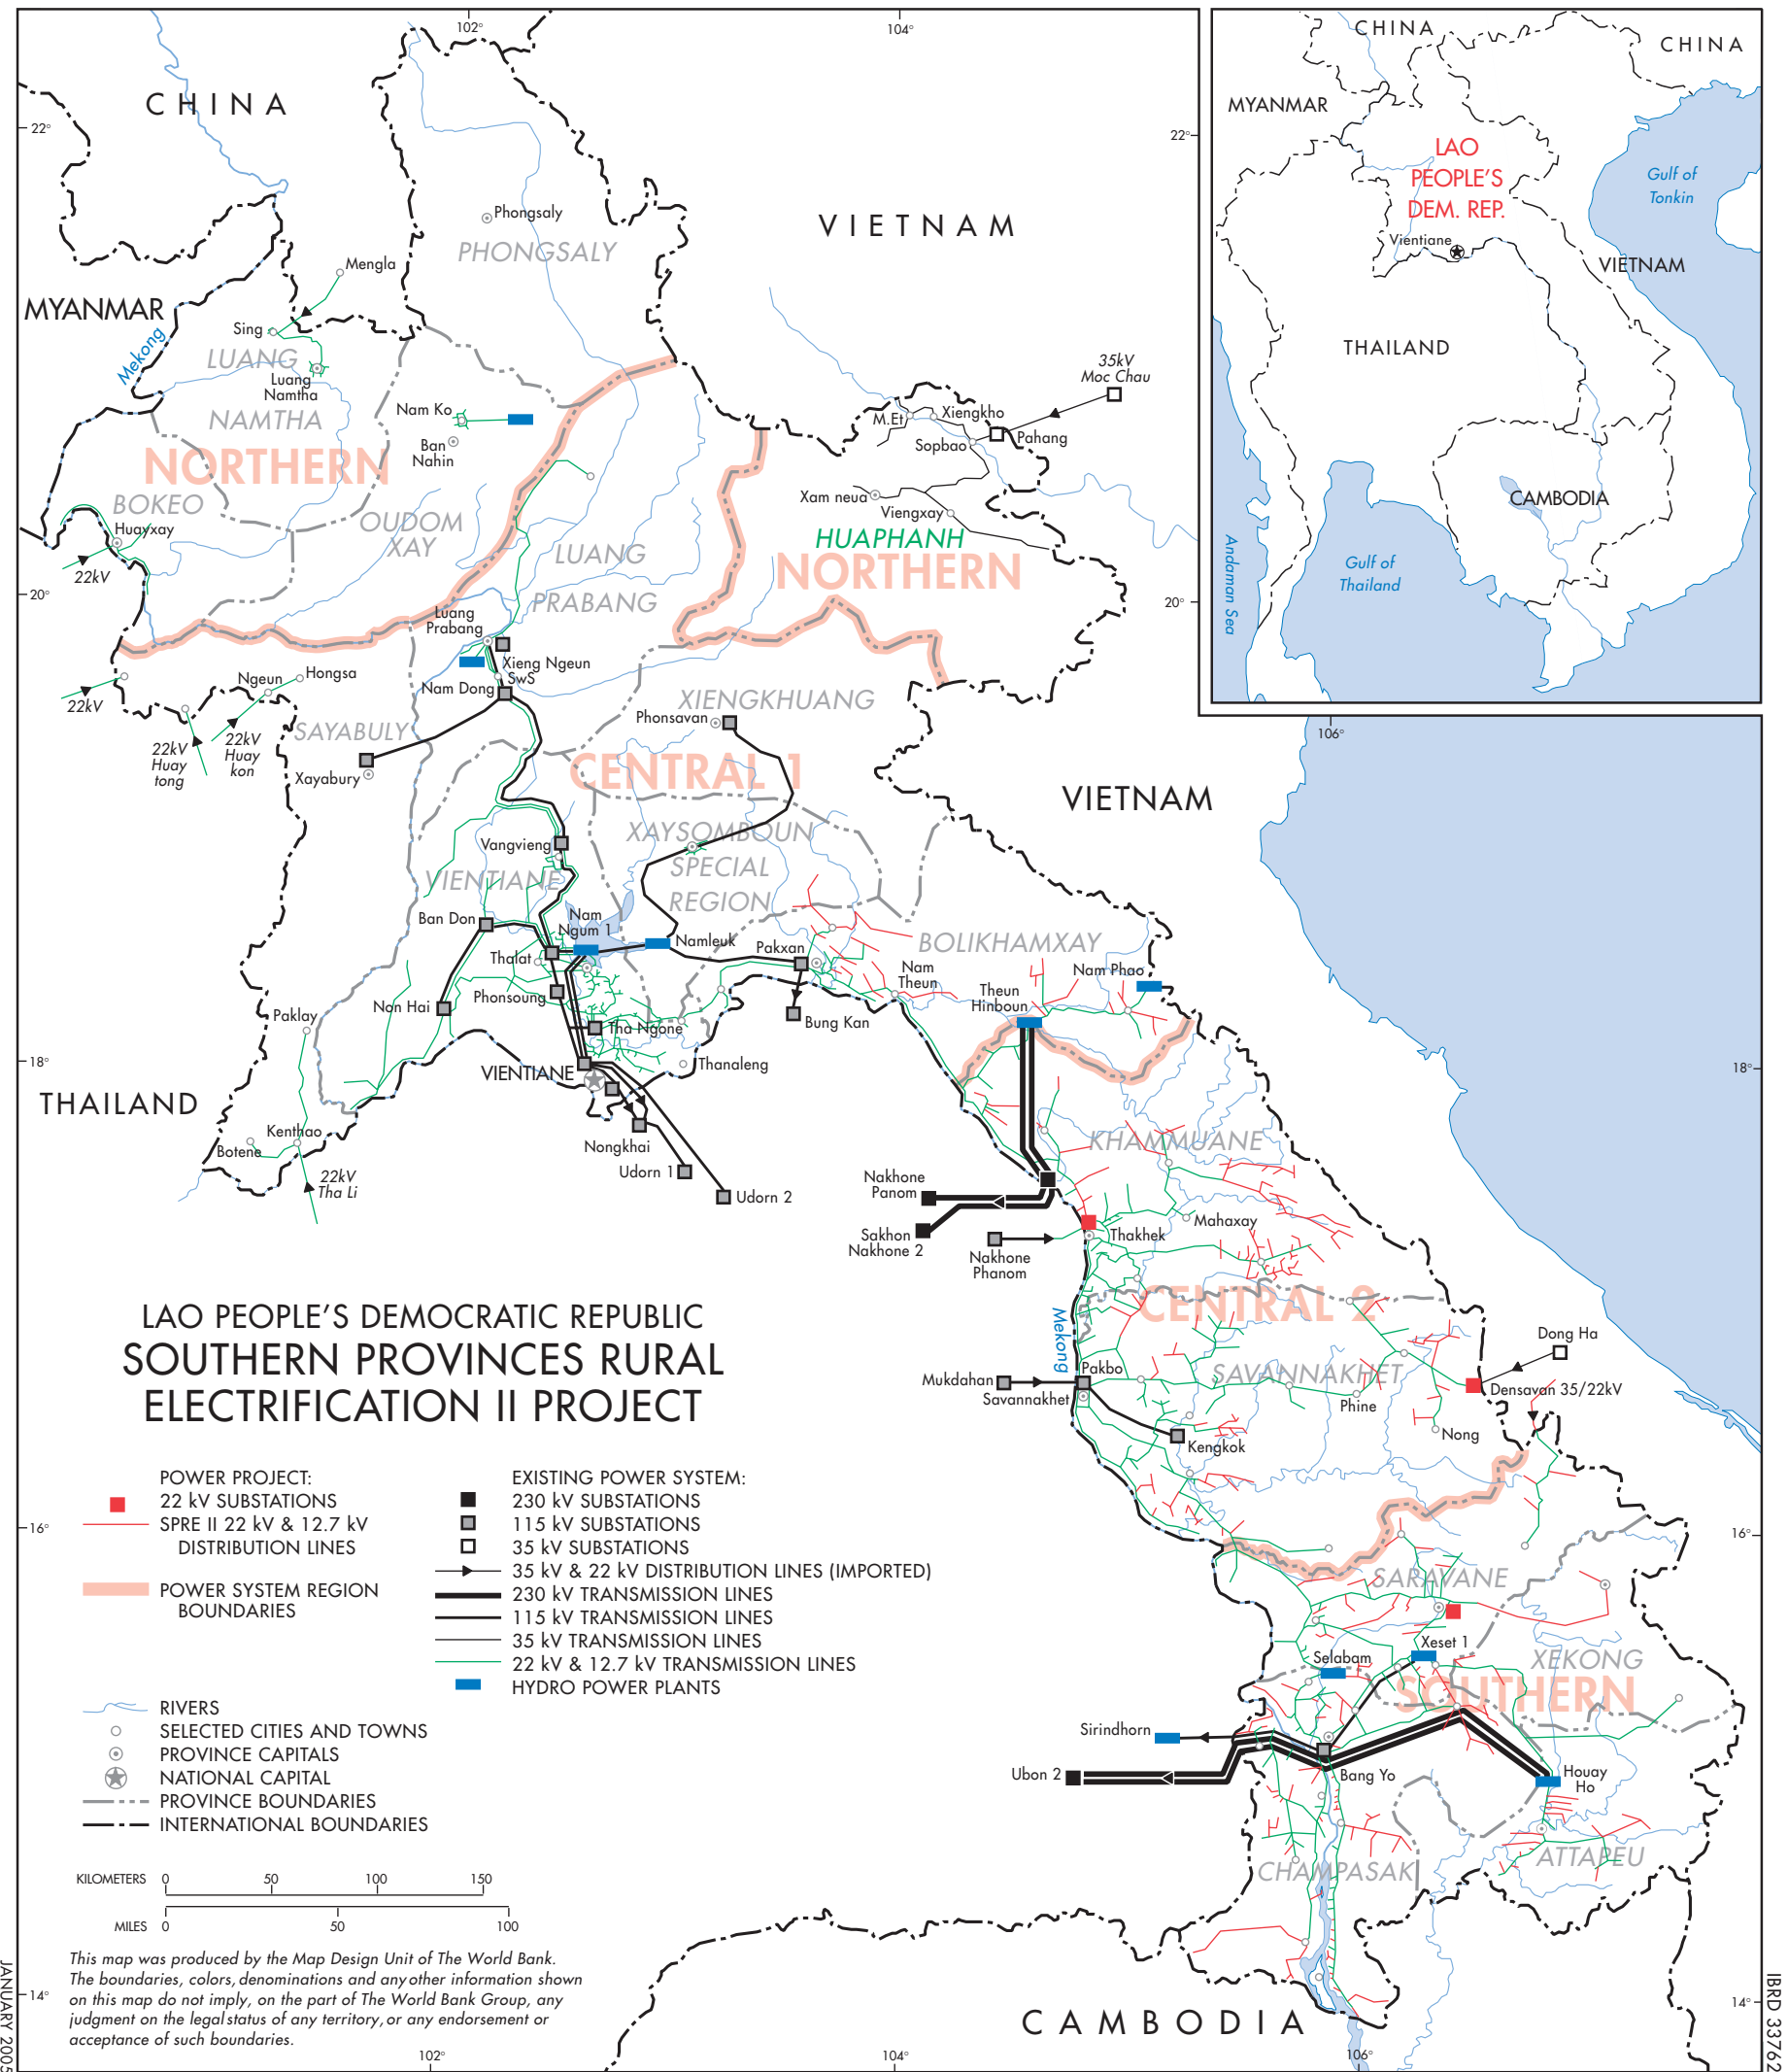 102°
104°
CHINA
22°
22°
VIETNAM
Phongsaly
PHONGSALY
Mengla
MYANMAR
Mekong
Sing
LUANG
NAMTHA
Luang
Namtha
Nam Ko
Ban
Nahin
35kV
Moc Chau
M.Et
Xiengkho
Sopbao
Pahang
NORTHERN
BOKEO
Huayxay
22kV
OUDOM
XAY
Xam neua
Viengxay
HUAPHANH
NORTHERN
LUANG
PRABANG
20°
20°
Luang
Prabang
Xieng Ngeun
SwS
Nam Dong
Ngeun
Hongsa
22kV
22kV
Huay
tong
22kV
Huay
kon
SAYABULY
Xayabury
XIENGKHUANG
Phonsavan
CENTRAL 1
VIETNAM
XAYSOMBOUN
SPECIAL
REGION
Vangvieng
VIENTIANE
Ban Don
Nam
Ngum 1
Namleuk
Pakxan
BOLIKHAMXAY
Thalat
Phonsoung
Non Hai
Tha Ngone
Bung Kan
Nam
Theun
Theun
Hinboun
Nam Phao
Paklay
18°
18°
VIENTIANE
Thanaleng
THAILAND
Kenthao
Botene
22kV
Tha Li
Nongkhai
Udorn 1
Udorn 2
KHAMMUANE
Nakhone
Panom
Sakhon
Nakhone 2
Nakhone
Phanom
Thakhek
Mahaxay
CENTRAL 2
Mekong
Dong Ha
Densavan 35/22kV
Mukdahan
Pakbo
Savannakhet
SAVANNAKHET
Phine
Nong
Kengkok
16°
16°
SARAVANE
Xeset 1
Selabam
XEKONG
SOUTHERN
Sirindhorn
Ubon 2
Bang Yo
Houay
Ho
CHAMPASAK
ATTAPEU
CAMBODIA
14°
14°
102°
104°
106°
106°
CHINA
CHINA
MYANMAR
LAO
PEOPLE'S
DEM. REP.
Vientiane
Gulf of
Tonkin
VIETNAM
THAILAND
CAMBODIA
Gulf of
Thailand
Andaman Sea
LAO PEOPLE'S DEMOCRATIC REPUBLIC
SOUTHERN PROVINCES RURAL
ELECTRIFICATION II PROJECT
POWER PROJECT:
22 kV SUBSTATIONS
SPRE II 22 kV & 12.7 kV
DISTRIBUTION LINES
POWER SYSTEM REGION
BOUNDARIES
EXISTING POWER SYSTEM:
230 kV SUBSTATIONS
115 kV SUBSTATIONS
35 kV SUBSTATIONS
35 kV & 22 kV DISTRIBUTION LINES (IMPORTED)
230 kV TRANSMISSION LINES
115 kV TRANSMISSION LINES
35 kV TRANSMISSION LINES
22 kV & 12.7 kV TRANSMISSION LINES
HYDRO POWER PLANTS
RIVERS
SELECTED CITIES AND TOWNS
PROVINCE CAPITALS
NATIONAL CAPITAL
PROVINCE BOUNDARIES
INTERNATIONAL BOUNDARIES
KILOMETERS 0 50 100 150
MILES 0 50 100
This map was produced by the Map Design Unit of The World Bank.
The boundaries, colors, denominations and any other information shown
on this map do not imply, on the part of The World Bank Group, any
judgment on the legal status of any territory, or any endorsement or
acceptance of such boundaries.
JANUARY 2005
IBRD 33762